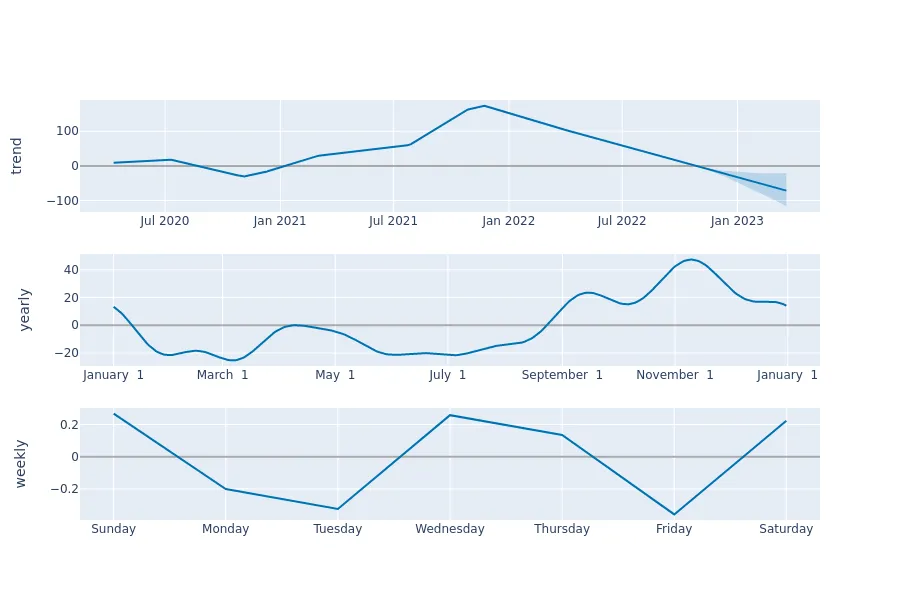 trend
100
0
−100
Jul 2020 Jan 2021 Jul 2021 Jan 2022 Jul 2022 Jan 2023
yearly
40
20
0
−20
January 1 March 1 May 1 July 1 September 1 November 1 January 1
weekly
0.2
0
−0.2
Sunday Monday Tuesday Wednesday Thursday Friday Saturday